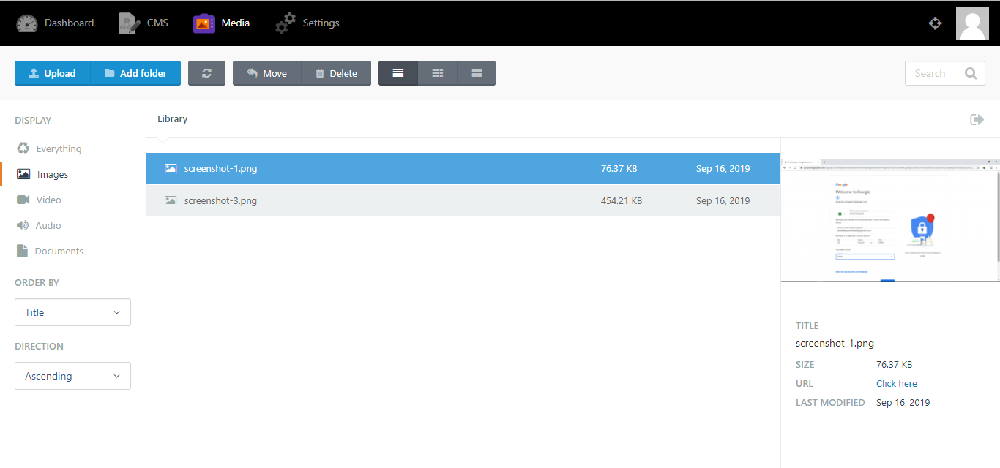 Dashboard CMS Media Settings
Upload Add folder Move Delete Search
DISPLAY
Library
Everything
Images
Video
Audio
Documents
ORDER BY
Title
DIRECTION
Ascending
screenshot-1.png 76.37 KB Sep 16, 2019
screenshot-3.png 454.21 KB Sep 16, 2019
Google
Welcome to Google
TITLE
screenshot-1.png
SIZE 76.37 KB
URL Click here
LAST MODIFIED Sep 16, 2019